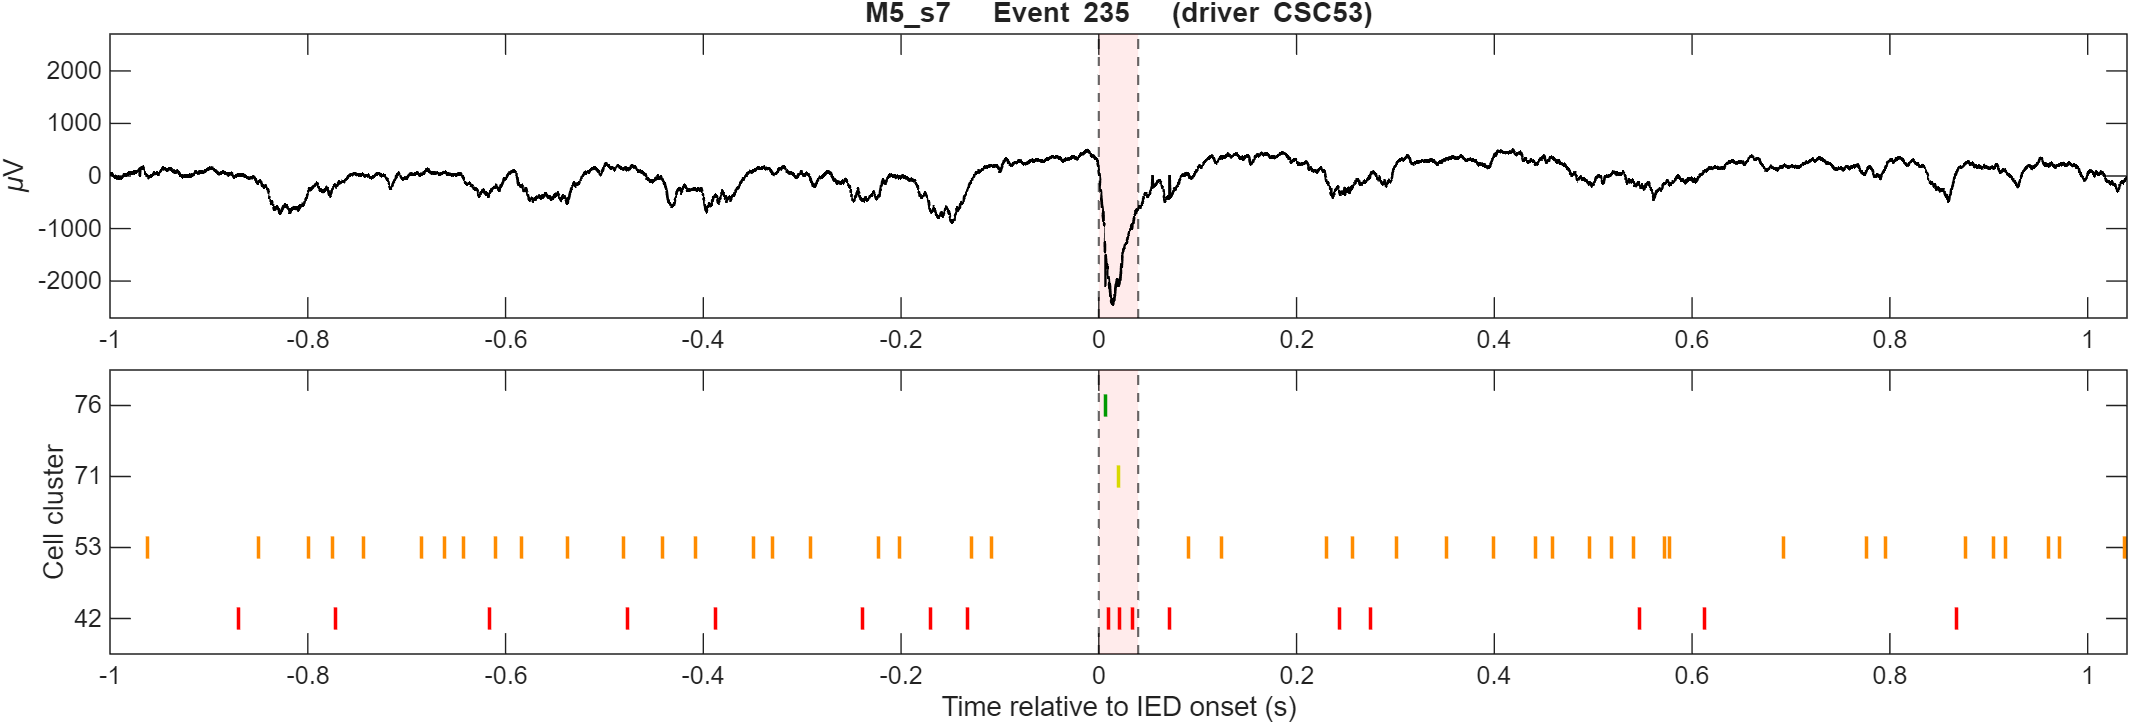 M5_s7 Event 235 (driver CSC53)
2000
1000
0
-1000
-2000
μV
-1 -0.8 -0.6 -0.4 -0.2 0 0.2 0.4 0.6 0.8 1
76
71
53
42
Cell cluster
-1 -0.8 -0.6 -0.4 -0.2 0 0.2 0.4 0.6 0.8 1
Time relative to IED onset (s)